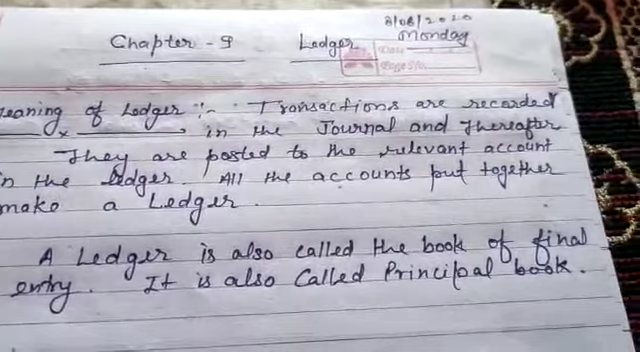 8/06/2020
Chapter - 9 Ledger Monday
Date
Page No.
eaning of Ledger :- Transactions are recorded
in the Journal and thereafter
They are posted to the relevant account
in the ledger. All the accounts put together
make a Ledger.
A Ledger is also called the book of final
entry. It is also Called Principal book.